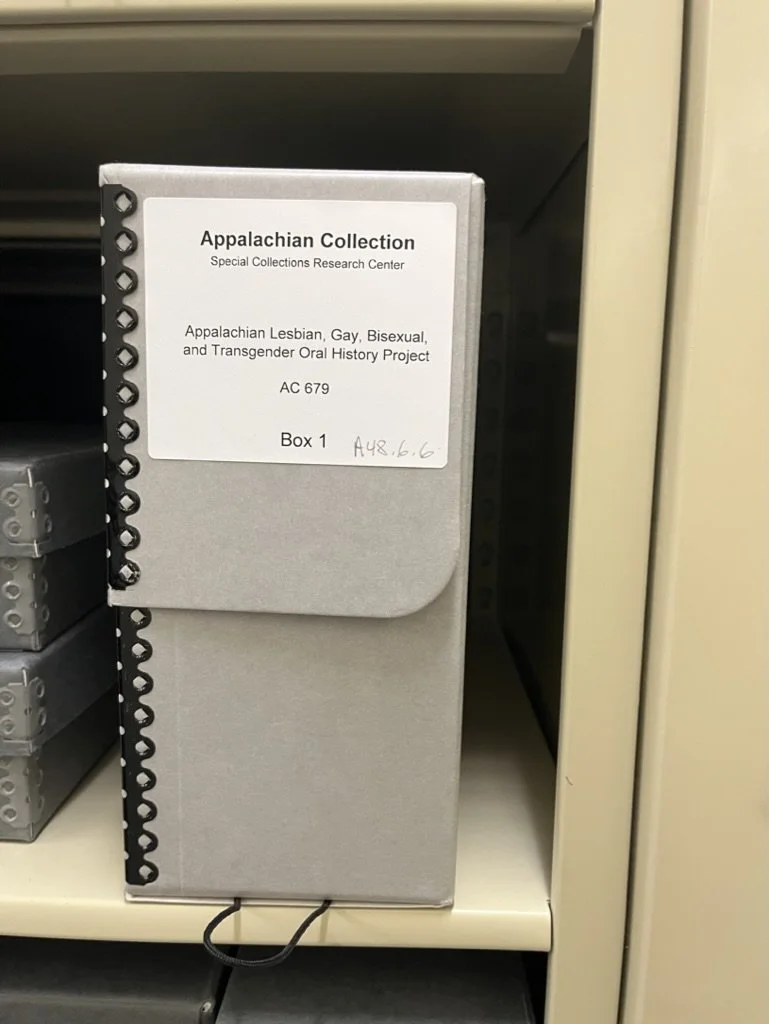 Appalachian Collection
Special Collections Research Center
Appalachian Lesbian, Gay, Bisexual,
and Transgender Oral History Project
AC 679
Box 1 A48.6.6